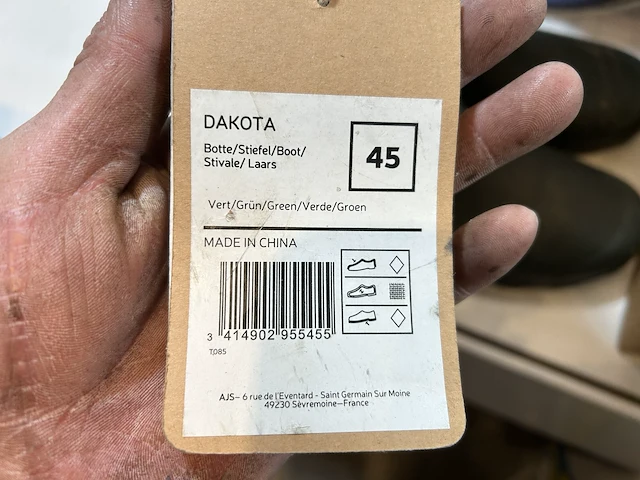 DAKOTA
Botte/Stiefel/Boot/
Stivale/ Laars
45
Vert/Grün/Green/Verde/Groen
MADE IN CHINA
3 414902 955455
T085
AJS– 6 rue de l'Eventard - Saint Germain Sur Moine
49230 Sèvremoine–France